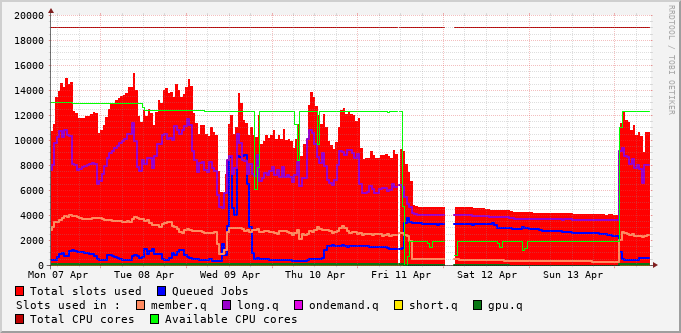 20000
18000
16000
14000
12000
10000
8000
6000
4000
2000
0
Mon 07 Apr Tue 08 Apr Wed 09 Apr Thu 10 Apr Fri 11 Apr Sat 12 Apr Sun 13 Apr
Total slots used Queued Jobs
Slots used in : member.q long.q ondemand.q short.q gpu.q
Total CPU cores Available CPU cores
RRDTOOL / TOBI OETIKER